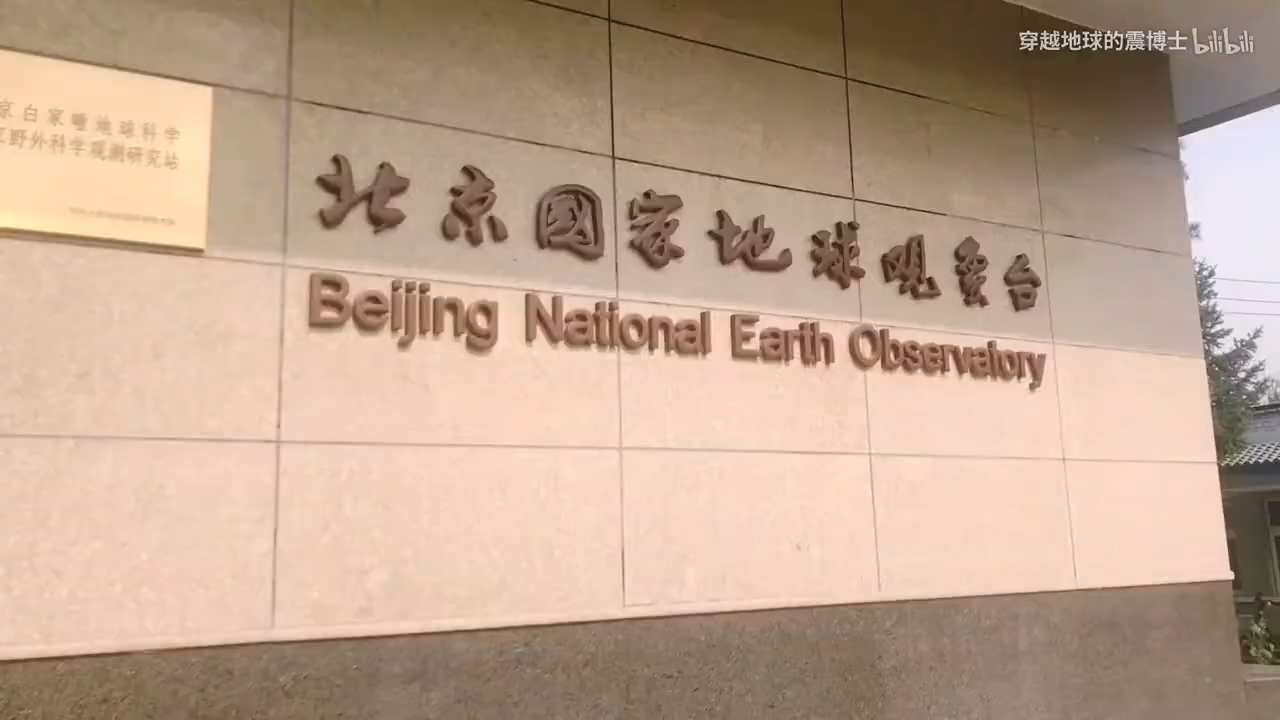 穿越地球的震博士 bilibili
京白家疃地球科学
野外科学观测研究站
北京國家地球观象台
Beijing National Earth Observatory